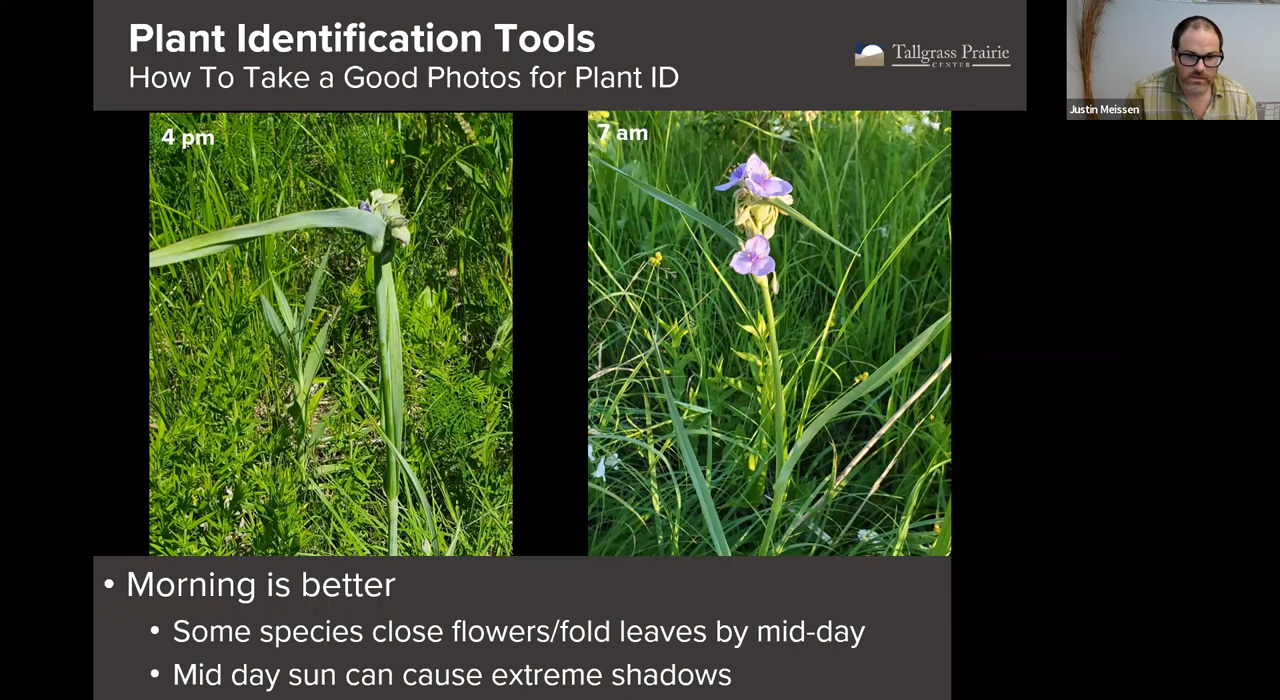 Plant Identification Tools
How To Take a Good Photos for Plant ID
Tallgrass Prairie
CENTER
Justin Meissen
4 pm
7 am
• Morning is better
• Some species close flowers/fold leaves by mid-day
• Mid day sun can cause extreme shadows